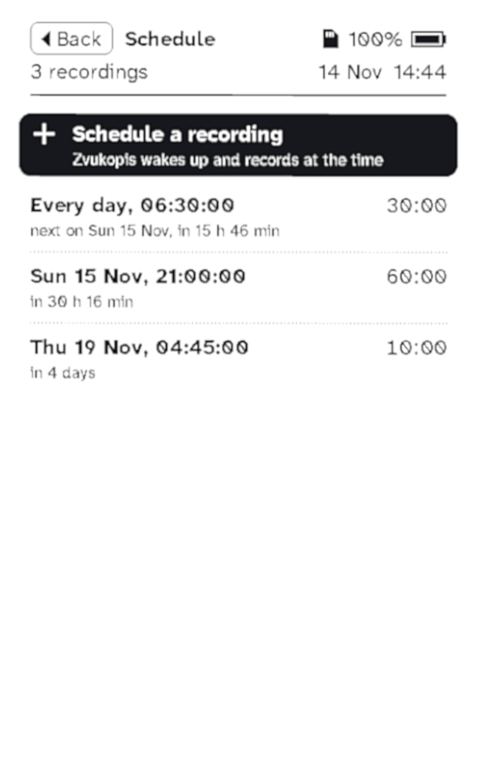 Back Schedule 100%
3 recordings 14 Nov 14:44
Schedule a recording
Zvukopis wakes up and records at the time
Every day, 06:30:00 30:00
next on Sun 15 Nov, in 15 h 46 min
Sun 15 Nov, 21:00:00 60:00
in 30 h 16 min
Thu 19 Nov, 04:45:00 10:00
in 4 days